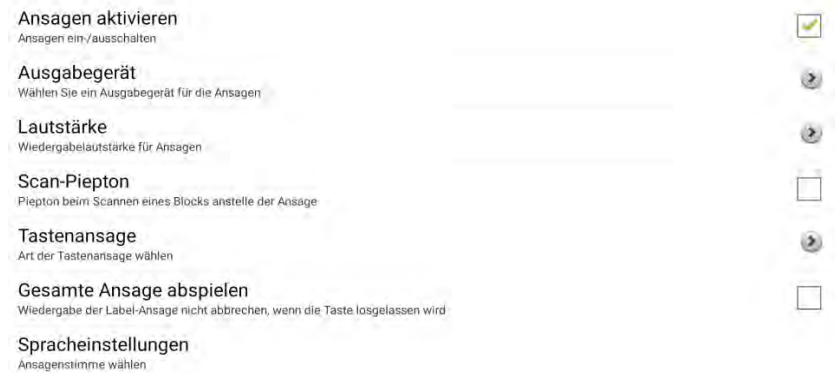 Ansagen aktivieren
Ansagen ein-/ausschalten
Ausgabegerät
Wählen Sie ein Ausgabegerät für die Ansagen
Lautstärke
Wiedergabelautstärke für Ansagen
Scan-Piepton
Piepton beim Scannen eines Blocks anstelle der Ansage
Tastenansage
Art der Tastenansage wählen
Gesamte Ansage abspielen
Wiedergabe der Label-Ansage nicht abbrechen, wenn die Taste losgelassen wird
Spracheinstellungen
Ansagenstimme wählen